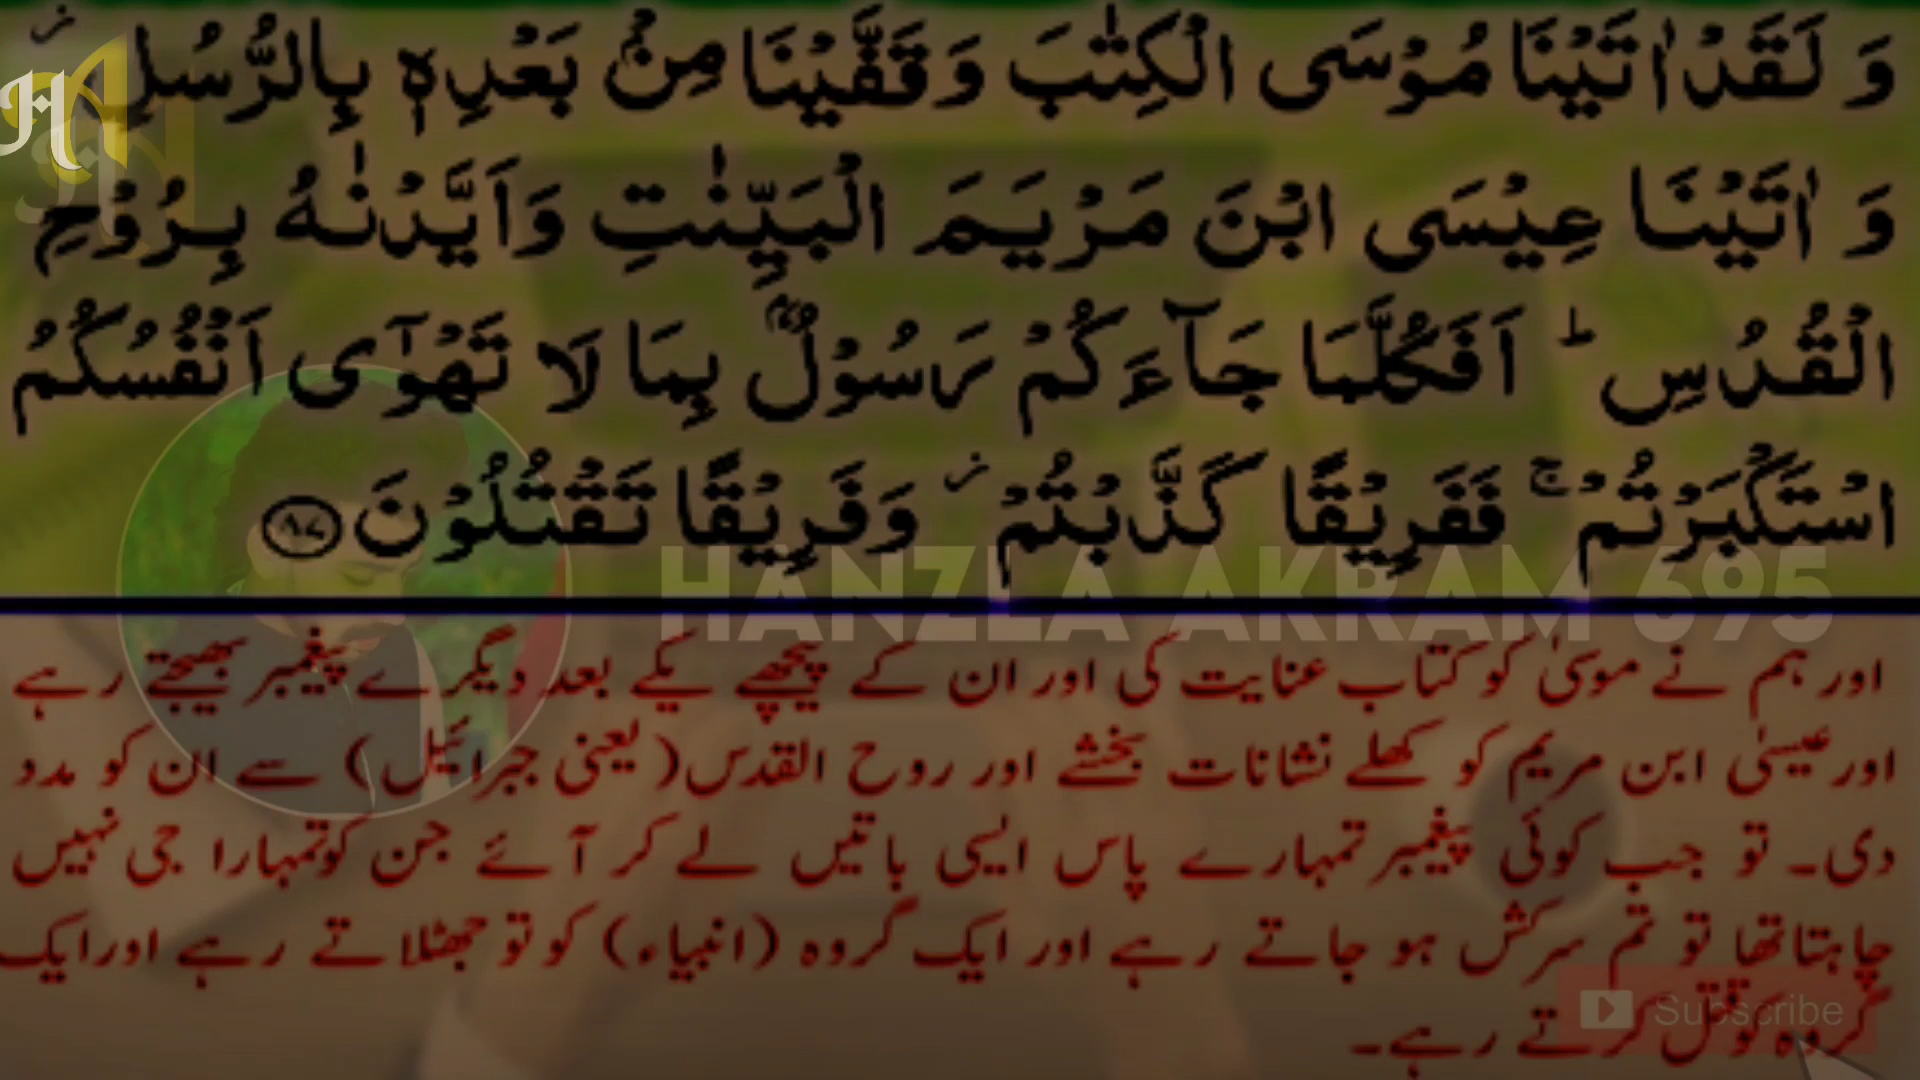 وَ لَقَدْ اٰتَيْنَا مُوْسَى الْكِتٰبَ وَ قَفَّيْنَا مِنْۢ بَعْدِهٖ بِالرُّسُلِ ؗ
وَ اٰتَيْنَا عِيْسَى ابْنَ مَرْيَمَ الْبَيِّنٰتِ وَ اَيَّدْنٰهُ بِرُوْحِ
الْقُدُسِ ؕ اَفَكُلَّمَا جَآءَكُمْ رَسُوْلٌۢ بِمَا لَا تَهْوٰۤى اَنْفُسُكُمُ
اسْتَكْبَرْتُمْ ۚ فَفَرِيْقًا كَذَّبْتُمْ ؗ وَ فَرِيْقًا تَقْتُلُوْنَ ۸۷
HANZLA AKRAM 695
اور ہم نے موسیٰ کو کتاب عنایت کی اور ان کے پیچھے یکے بعد دیگرے پیغمبر بھیجتے رہے
اور عیسیٰ ابن مریم کو کھلے نشانات بخشے اور روح القدس (یعنی جبرائیل) سے ان کو مدد
دی۔ تو جب کوئی پیغمبر تمہارے پاس ایسی باتیں لے کر آئے جن کو تمہارا جی نہیں
چاہتا تھا تو تم سرکش ہو جاتے رہے اور ایک گروہ (انبیاء) کو تو جھٹلاتے رہے اور ایک
گروہ کو قتل کرتے رہے۔
Subscribe